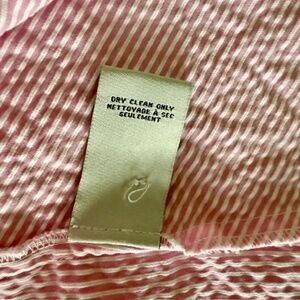 DRY CLEAN ONLY
NETTOYAGE À SEC
SEULEMENT